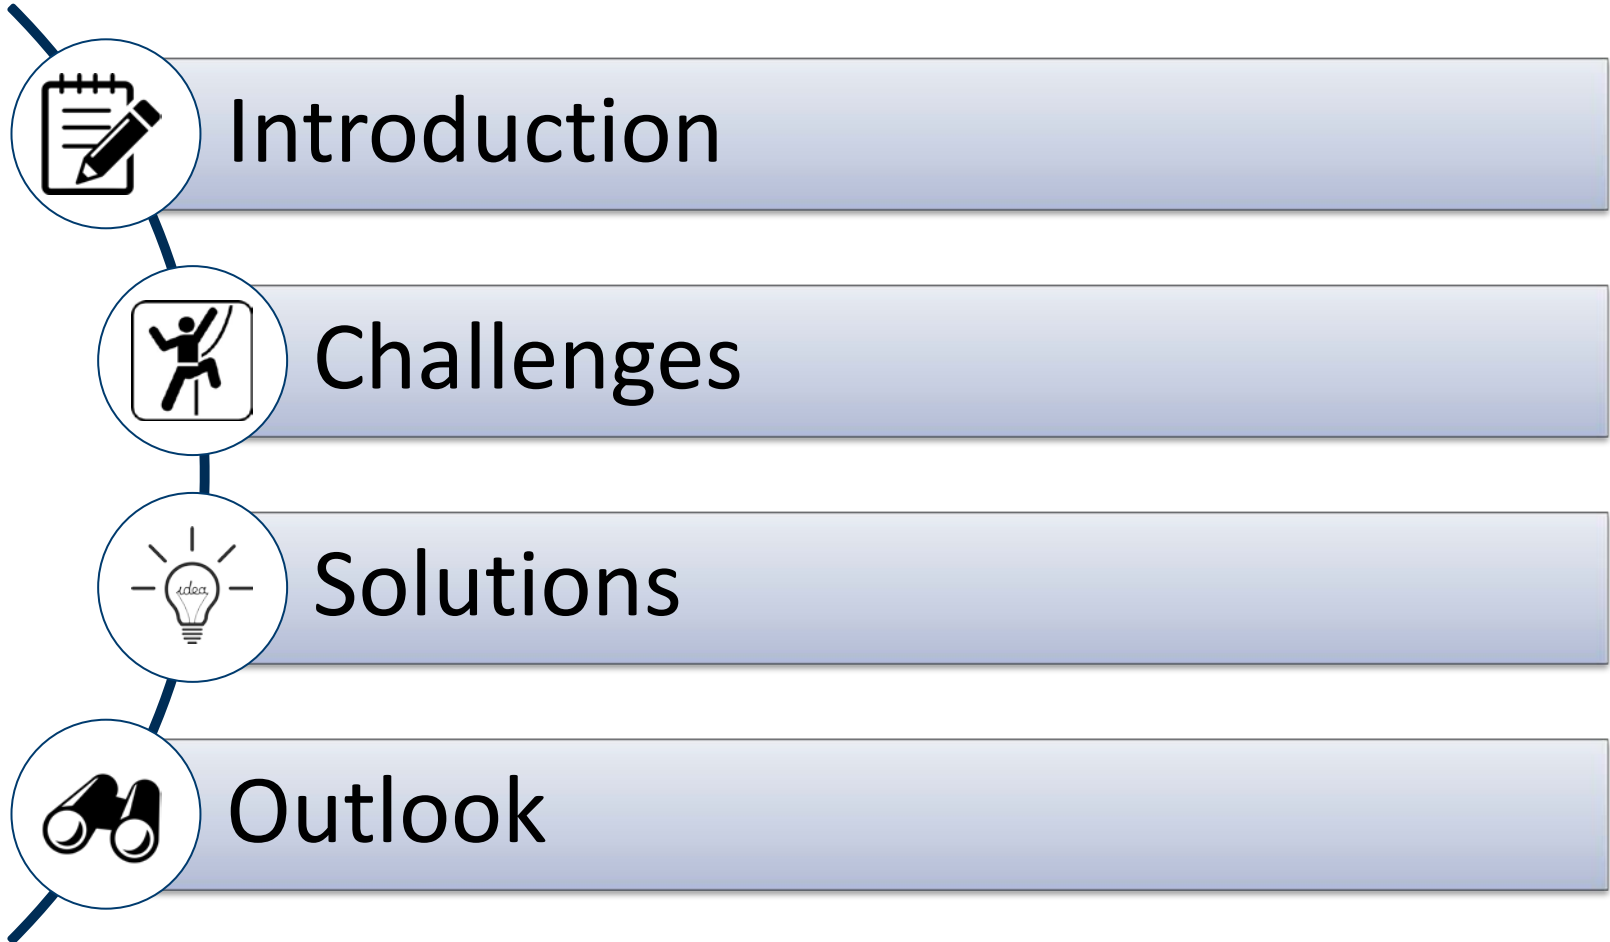 Introduction
Challenges
idea
Solutions
Outlook